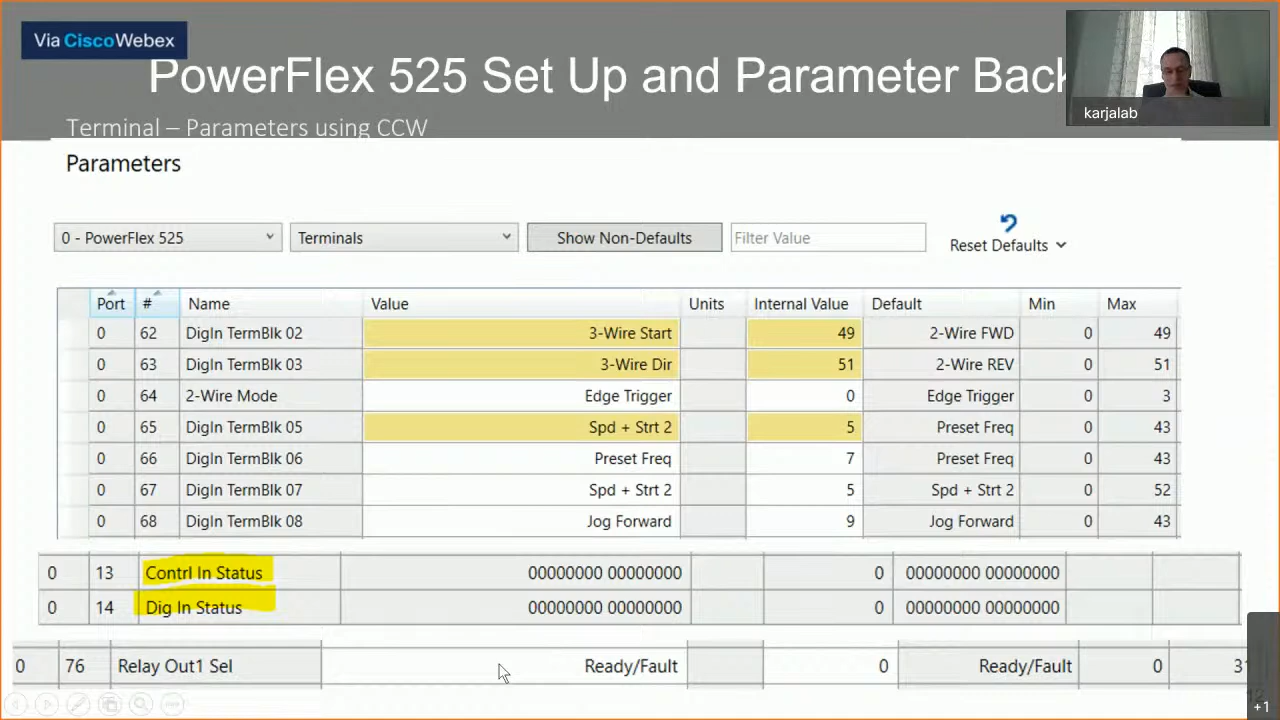 Via CiscoWebex
PowerFlex 525 Set Up and Parameter Back
karjalab
Terminal – Parameters using CCW
Parameters
0 - PowerFlex 525 Terminals Show Non-Defaults Filter Value Reset Defaults
Port # Name Value Units Internal Value Default Min Max
0 62 DigIn TermBlk 02 3-Wire Start 49 2-Wire FWD 0 49
0 63 DigIn TermBlk 03 3-Wire Dir 51 2-Wire REV 0 51
0 64 2-Wire Mode Edge Trigger 0 Edge Trigger 0 3
0 65 DigIn TermBlk 05 Spd + Strt 2 5 Preset Freq 0 43
0 66 DigIn TermBlk 06 Preset Freq 7 Preset Freq 0 43
0 67 DigIn TermBlk 07 Spd + Strt 2 5 Spd + Strt 2 0 52
0 68 DigIn TermBlk 08 Jog Forward 9 Jog Forward 0 43
0 13 Contrl In Status 00000000 00000000 0 00000000 00000000
0 14 Dig In Status 00000000 00000000 0 00000000 00000000
0 76 Relay Out1 Sel Ready/Fault 0 Ready/Fault 0 31
12
+1